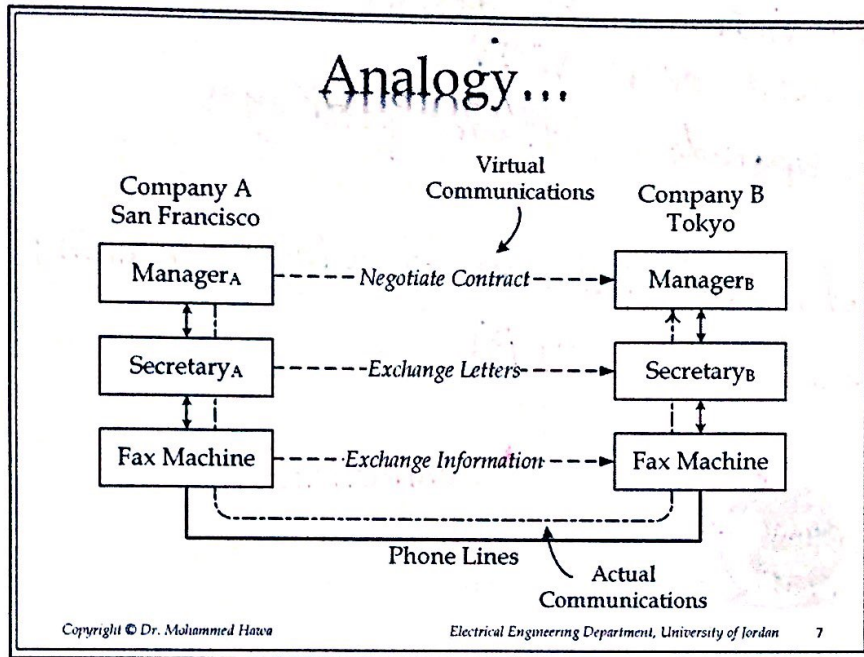 Analogy...
Virtual
Communications
Company A
San Francisco
Company B
Tokyo
ManagerA
Negotiate Contract
ManagerB
SecretaryA
Exchange Letters
SecretaryB
Fax Machine
Exchange Information
Fax Machine
Phone Lines
Actual
Communications
Copyright © Dr. Mohammed Hawa
Electrical Engineering Department, University of Jordan 7